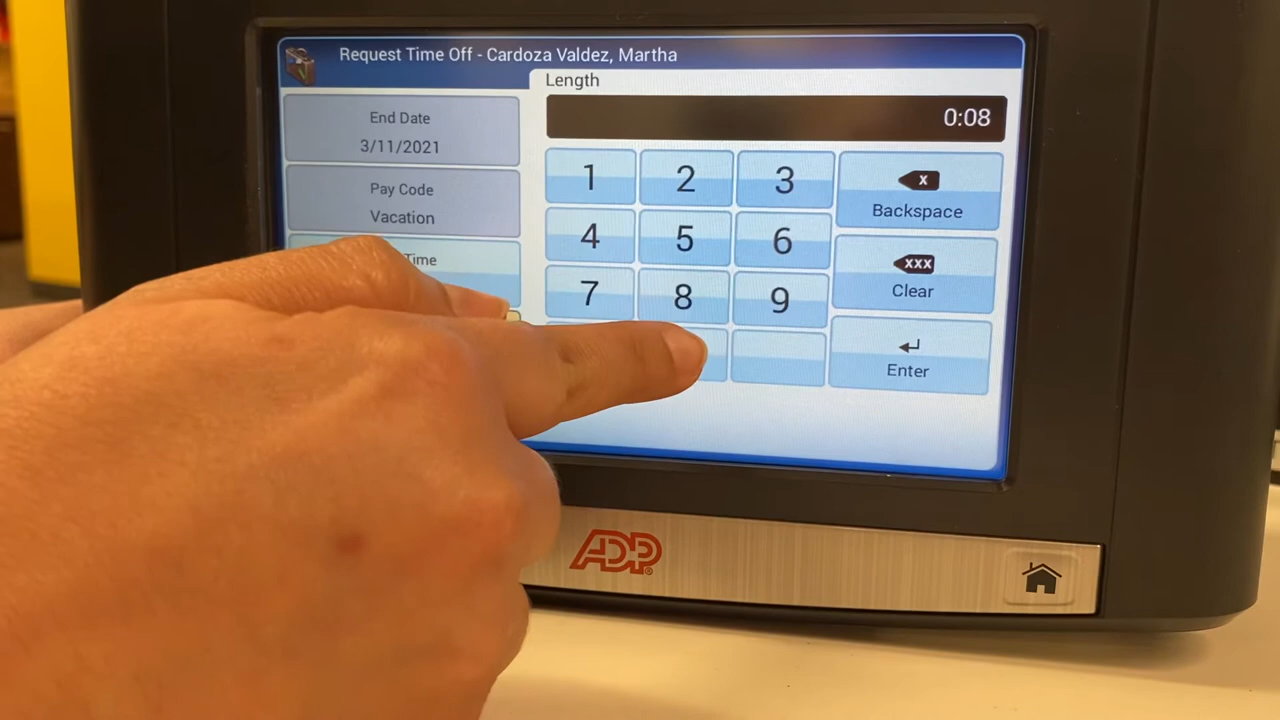 Request Time Off - Cardoza Valdez, Martha
Length
0:08
End Date
3/11/2021
Pay Code
Vacation
Time
1 2 3
4 5 6
7 8 9
X
Backspace
XXX
Clear
Enter
ADP®